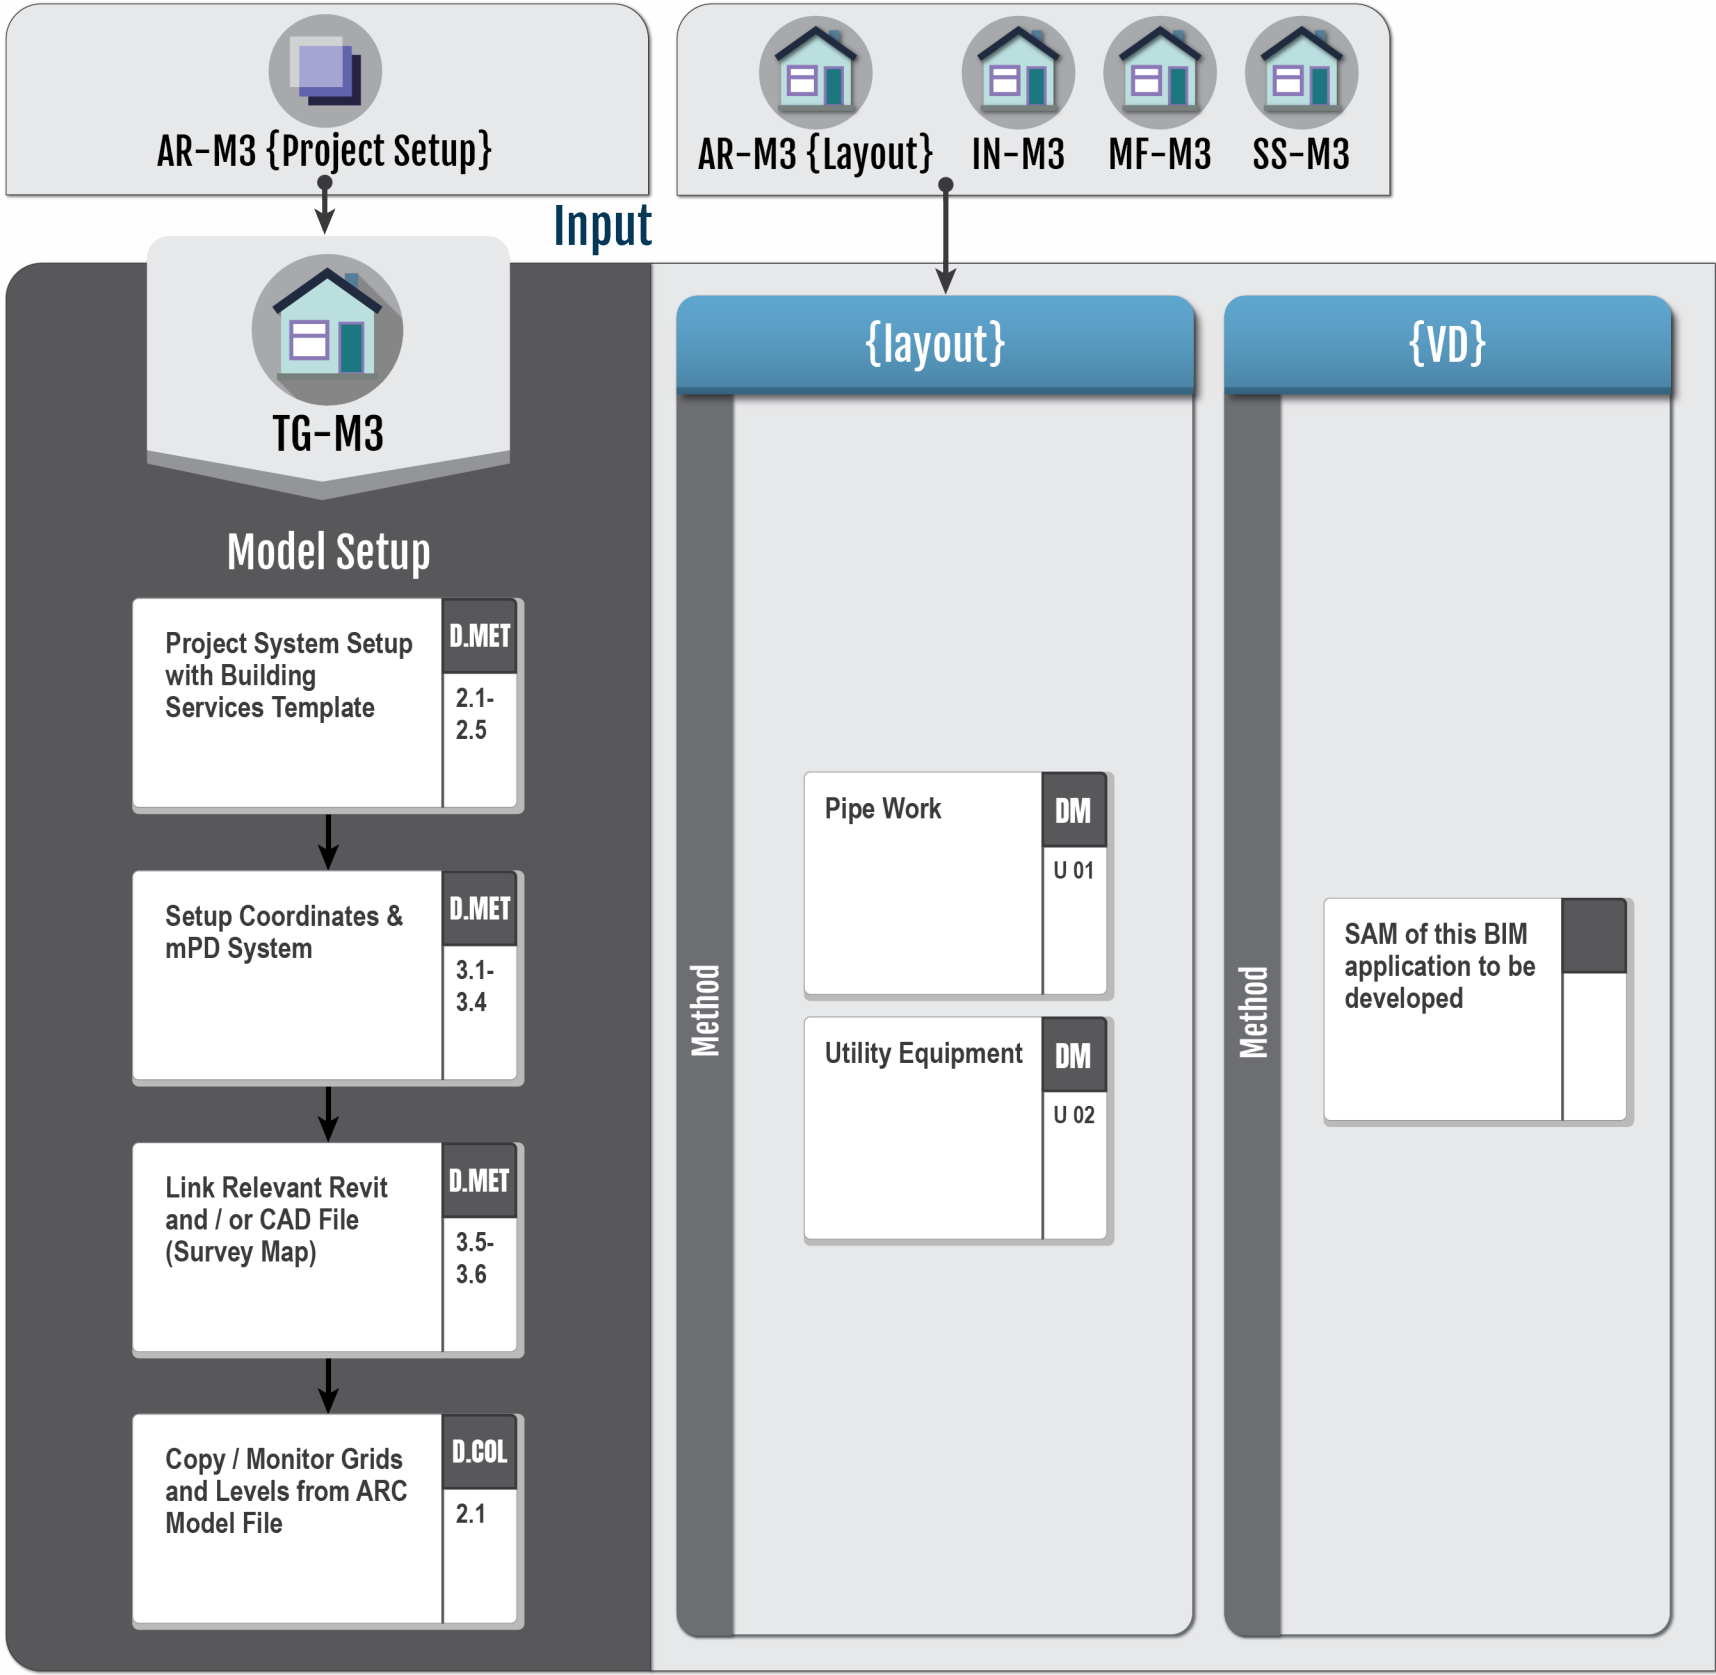 AR-M3 {Project Setup}
AR-M3 {Layout}
IN-M3
MF-M3
SS-M3
Input
TG-M3
Model Setup
Project System Setup
with Building
Services Template
D.MET
2.1-
2.5
Setup Coordinates &
mPD System
D.MET
3.1-
3.4
Link Relevant Revit
and / or CAD File
(Survey Map)
D.MET
3.5-
3.6
Copy / Monitor Grids
and Levels from ARC
Model File
D.COL
2.1
{layout}
Method
Pipe Work
DM
U 01
Utility Equipment
DM
U 02
{VD}
Method
SAM of this BIM
application to be
developed